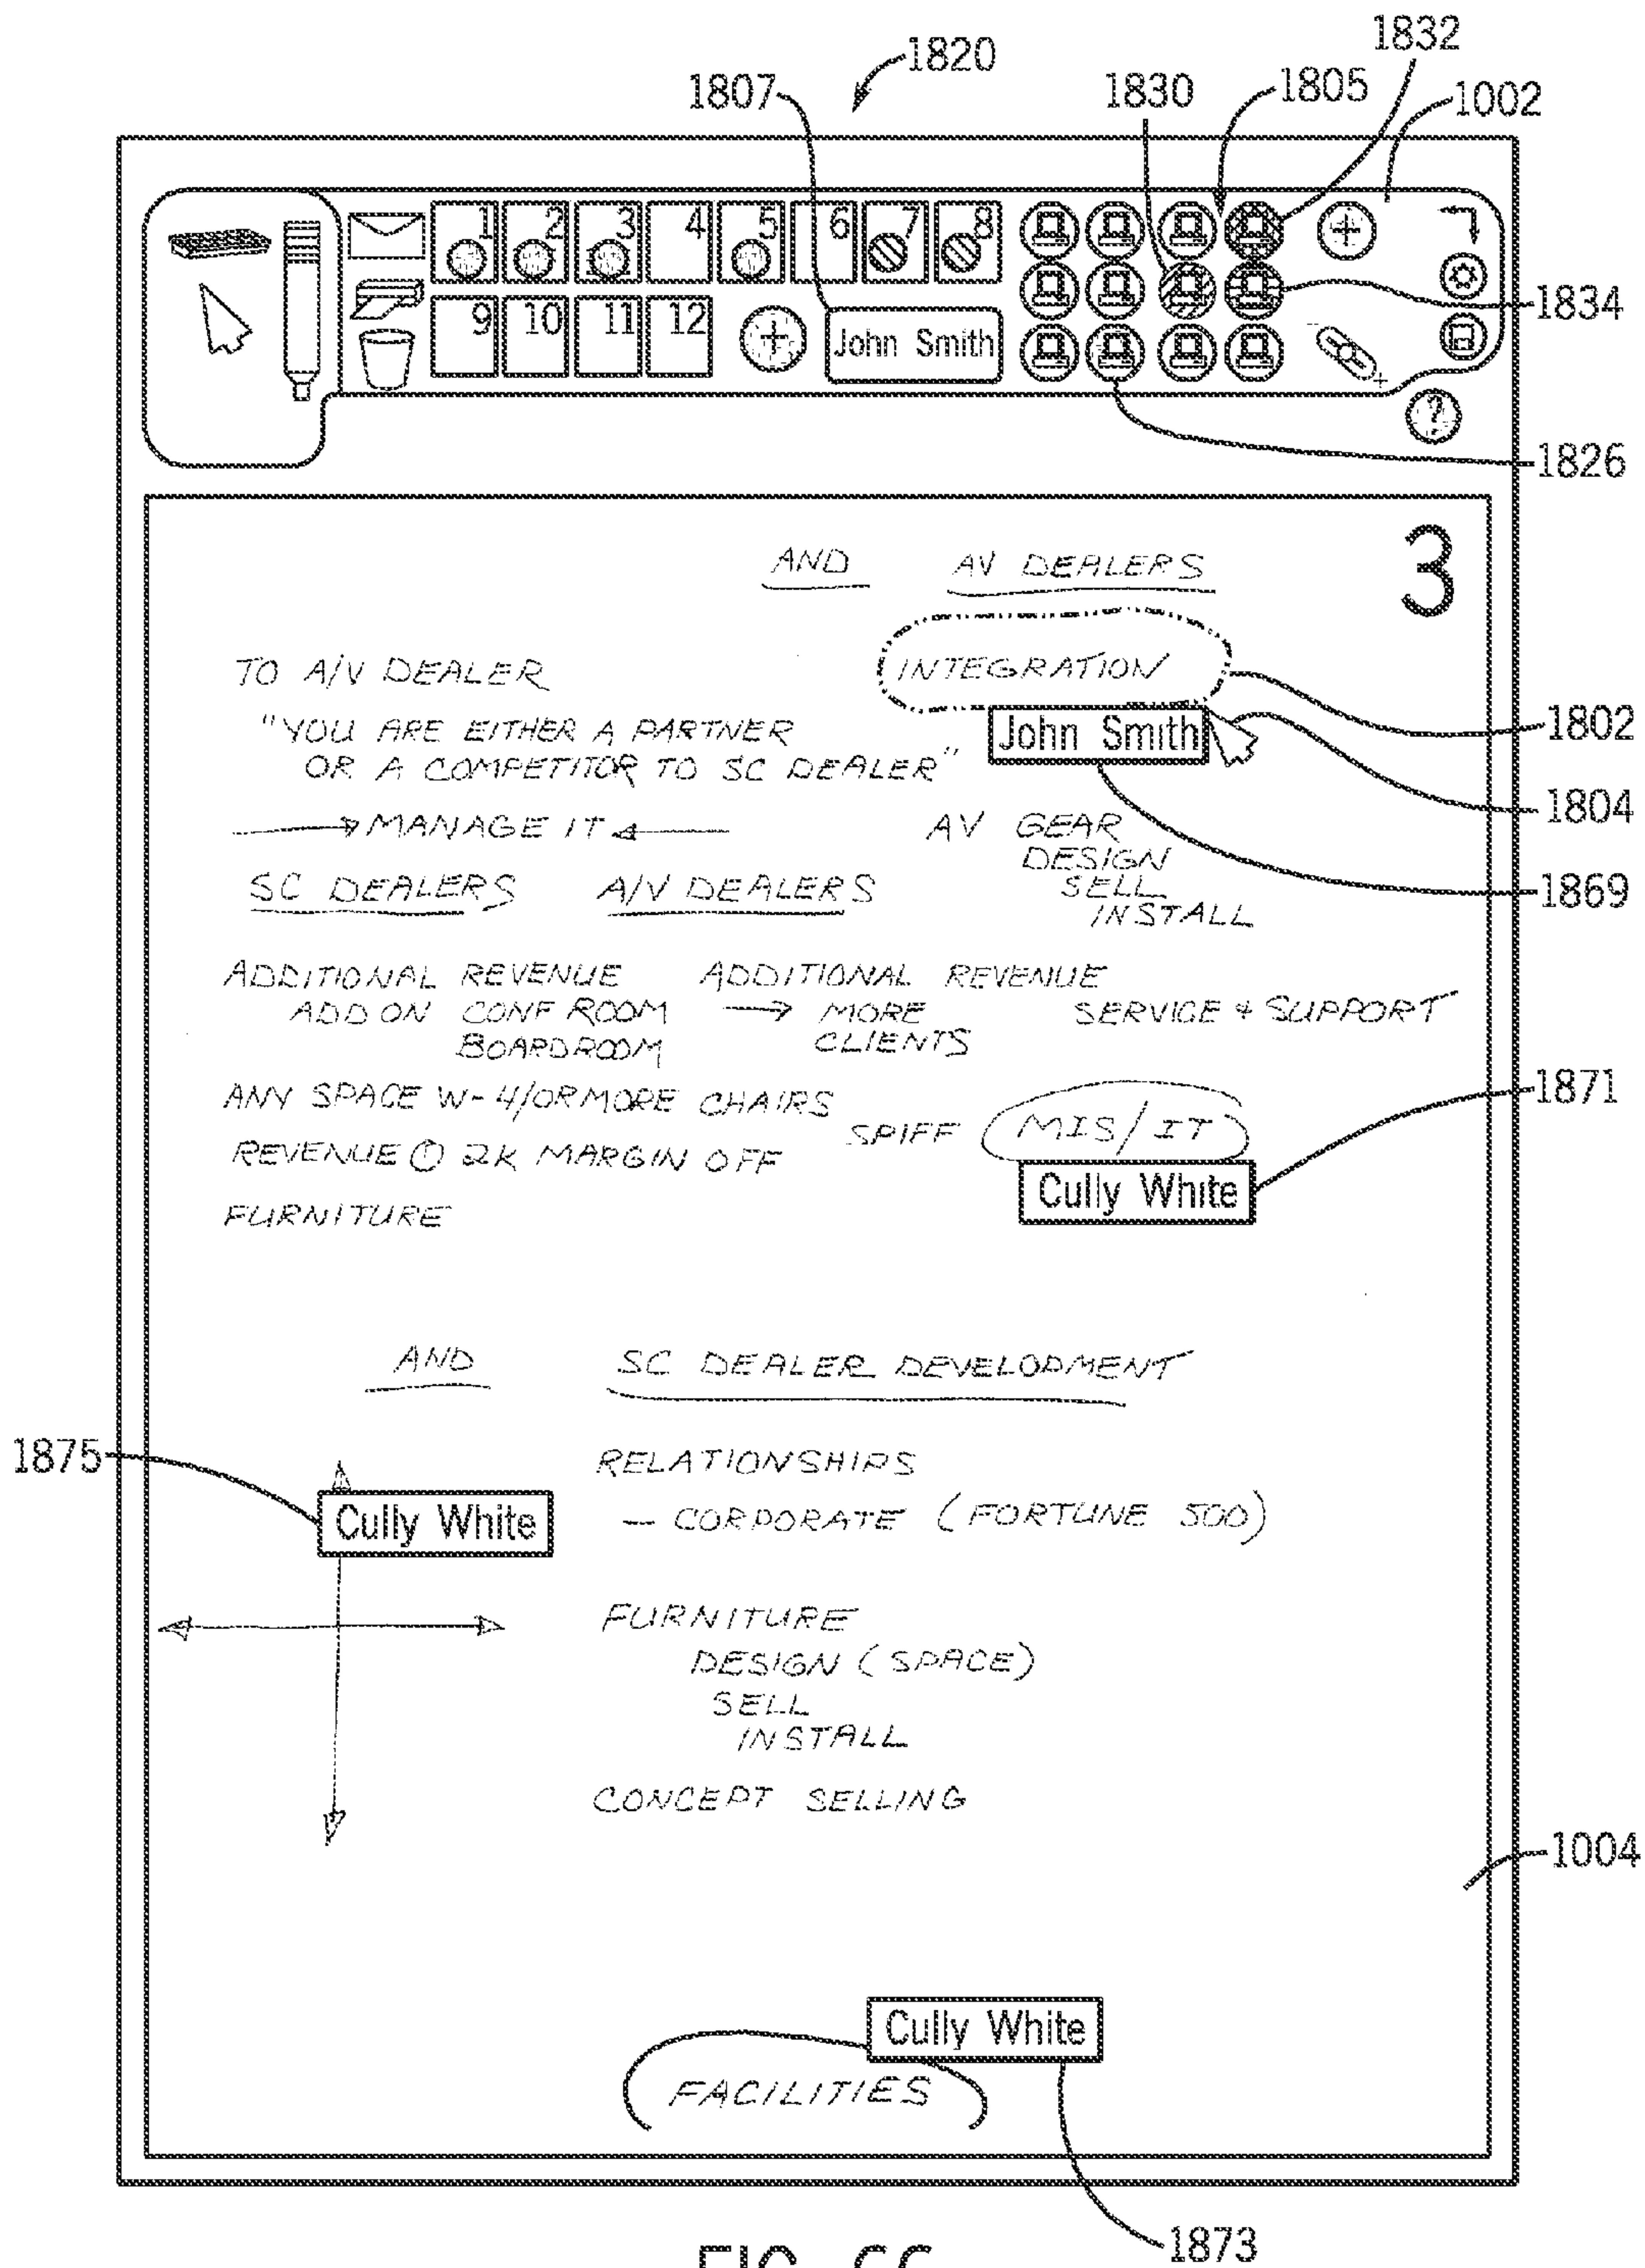 1832
1820
1807
1830
1805
1002
1 2 3 4 5 6 7 8
9 10 11 12
John Smith
?
1834
1826
3
AND AV DEALERS
TO A/V DEALER
INTEGRATION
"YOU ARE EITHER A PARTNER
OR A COMPETITOR TO SC DEALER"
John Smith
1802
1804
MANAGE IT
AV GEAR
DESIGN
SELL
INSTALL
1869
SC DEALERS A/V DEALERS
ADDITIONAL REVENUE ADDITIONAL REVENUE
ADD ON CONF ROOM → MORE SERVICE + SUPPORT
BOARDROOM CLIENTS
ANY SPACE W-4/OR MORE CHAIRS
1871
SPIFF MIS/IT
REVENUE @ 2K MARGIN OFF
Cully White
FURNITURE
AND SC DEALER DEVELOPMENT
1875
RELATIONSHIPS
Cully White
— CORPORATE (FORTUNE 500)
FURNITURE
DESIGN (SPACE)
SELL
INSTALL
CONCEPT SELLING
1004
Cully White
FACILITIES
1873